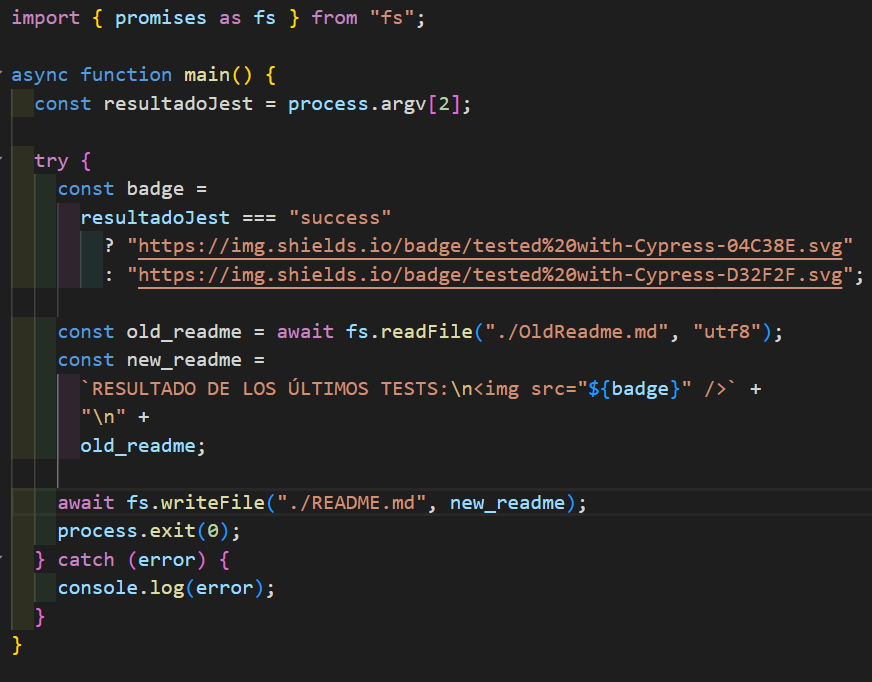 import { promises as fs } from "fs";
async function main() {
const resultadoJest = process.argv[2];
try {
const badge =
resultadoJest === "success"
? "https://img.shields.io/badge/tested%20with-Cypress-04C38E.svg"
: "https://img.shields.io/badge/tested%20with-Cypress-D32F2F.svg";
const old_readme = await fs.readFile("./OldReadme.md", "utf8");
const new_readme =
`RESULTADO DE LOS ÚLTIMOS TESTS:\n<img src="${badge}" />` +
"\n" +
old_readme;
await fs.writeFile("./README.md", new_readme);
process.exit(0);
} catch (error) {
console.log(error);
}
}